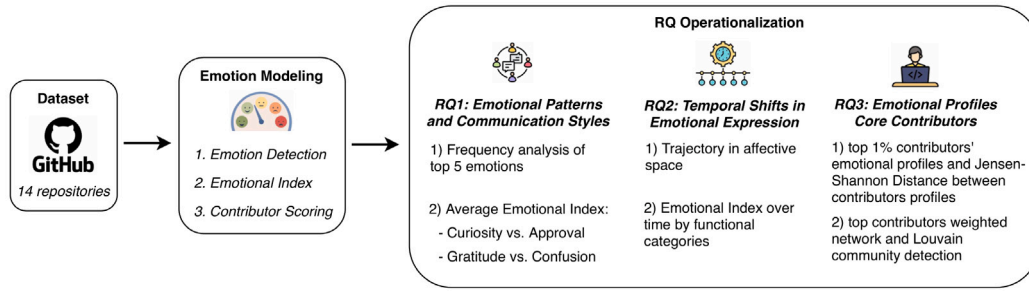 Dataset
GitHub
14 repositories
Emotion Modeling
1. Emotion Detection
2. Emotional Index
3. Contributor Scoring
RQ Operationalization
RQ1: Emotional Patterns
and Communication Styles
1) Frequency analysis of
top 5 emotions
2) Average Emotional Index:
- Curiosity vs. Approval
- Gratitude vs. Confusion
RQ2: Temporal Shifts in
Emotional Expression
1) Trajectory in affective
space
2) Emotional Index over
time by functional
categories
RQ3: Emotional Profiles
Core Contributors
1) top 1% contributors'
emotional profiles and Jensen-
Shannon Distance between
contributors profiles
2) top contributors weighted
network and Louvain
community detection